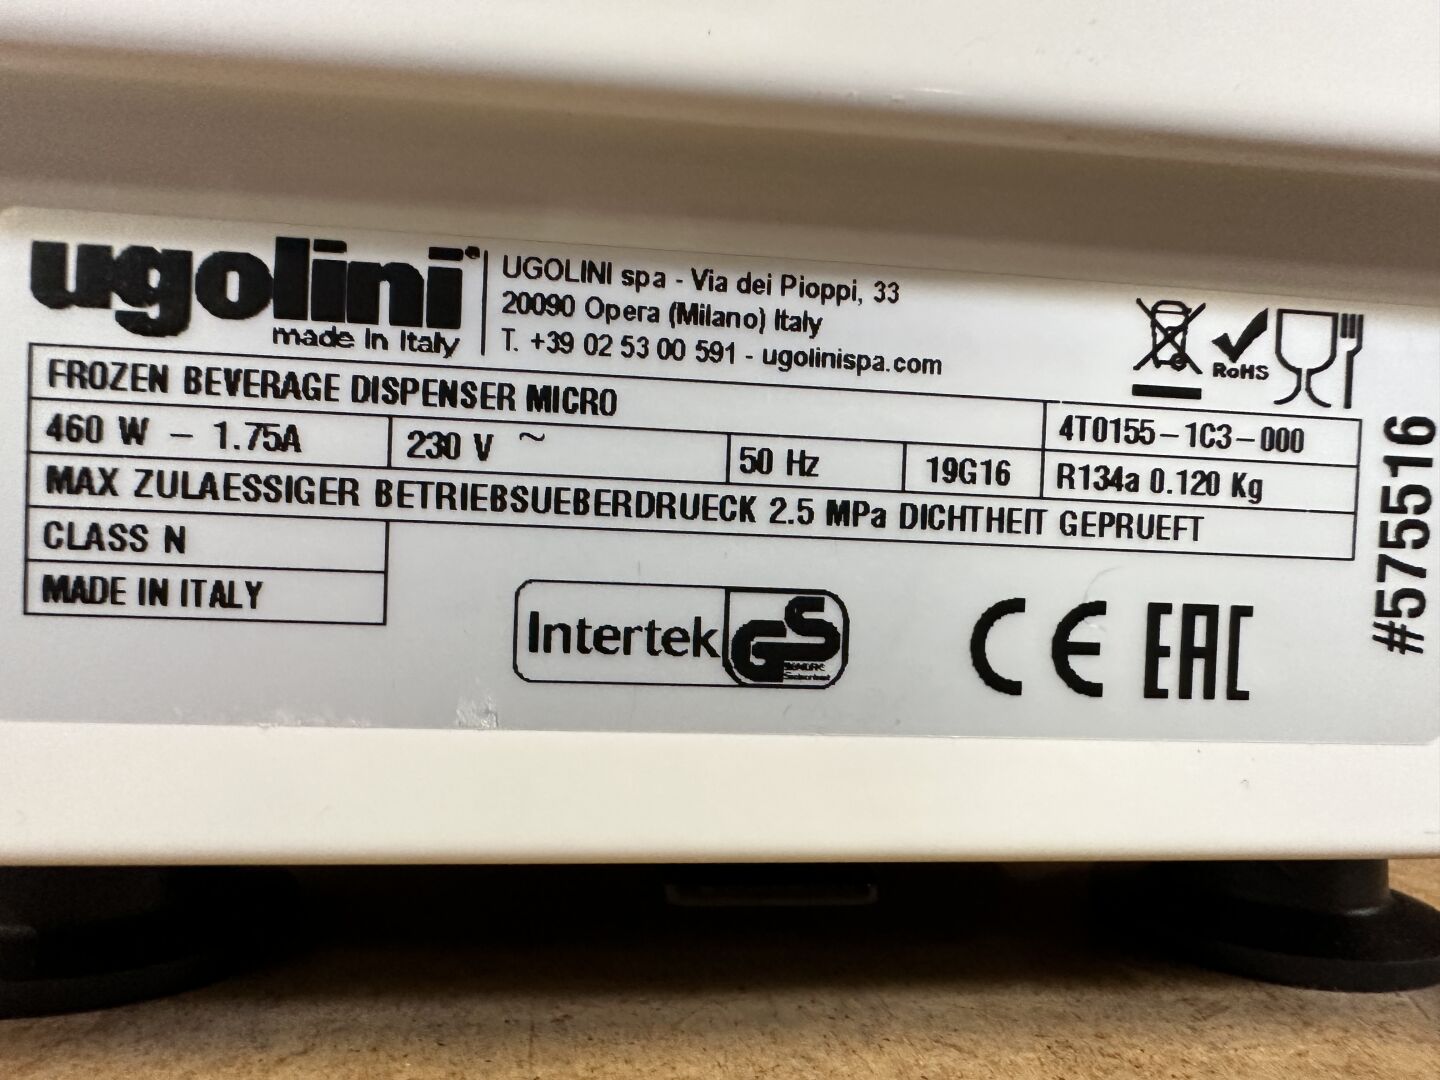 ugolini
made in Italy
UGOLINI spa - Via dei Pioppi, 33
20090 Opera (Milano) Italy
T. +39 02 53 00 591 - ugolinispa.com
RoHS
FROZEN BEVERAGE DISPENSER MICRO
4T0155-1C3-000
460 W - 1.75A
230 V ~
50 Hz
19G16
R134a 0.120 Kg
MAX ZULAESSIGER BETRIEBSUEBERDRUECK 2.5 MPa DICHTHEIT GEPRUEFT
CLASS N
MADE IN ITALY
Intertek
GS
CE
EAC
#575516